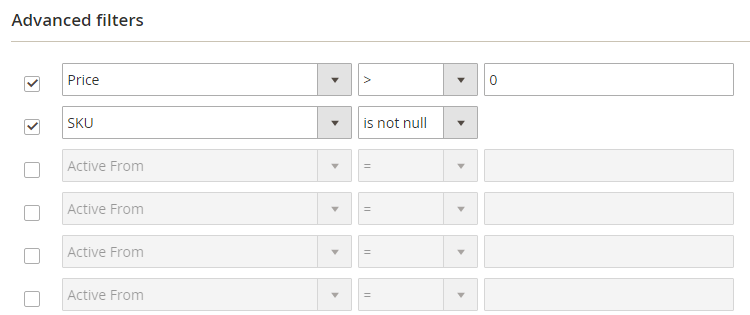 Advanced filters
Price > 0
SKU is not null
Active From =
Active From =
Active From =
Active From =